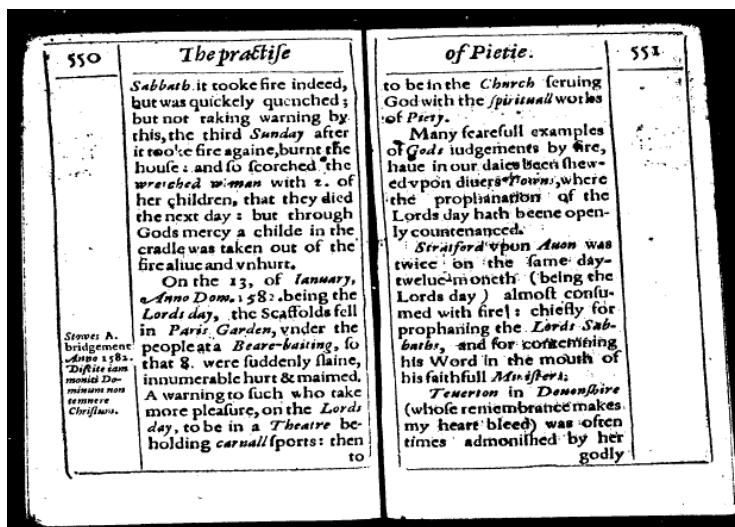 550
The practiſe
Sabbath. it tooke fire indeed,
but was quickely quenched;
but not taking warning by
this, the third Sunday after
it tooke fire againe, burnt the
houſe: and ſo ſcorched the
wretched woman with 2. of
her children, that they died
the next day: but through
Gods mercy a childe in the
cradle was taken out of the
fire aliue and vnhurt.
On the 13, of Ianuary,
Anno Dom. 1582. being the
Lords day, the Scaffolds fell
in Paris Garden, vnder the
people at a Beare-baiting, ſo
that 8. were ſuddenly ſlaine,
innumerable hurt & maimed.
A warning to ſuch who take
more pleaſure, on the Lords
day, to be in a Theatre be-
holding carnall ſports: then
to
Stowes A.
bridgement
Anno 1582.
Diſcite iam
moniti Do-
minum non
temnere
Chriſtum.
of Pietie.
551
to be in the Church ſeruing
God with the ſpirituall workes
of Piety.
Many fearefull examples
of Gods iudgements by fire,
haue in our daies been ſhew-
ed vpon diuers Towns, where
the prophanation of the
Lords day hath beene open-
ly countenanced.
Stratford vpon Auon was
twice on the ſame day-
twelue-moneth (being the
Lords day) almoſt conſu-
med with fire: chiefly for
prophaning the Lords Sab-
baths, and for contemning
his Word in the mouth of
his faithfull Miniſters.
Teuerton in Deuonſhire
(whoſe remembrance makes
my heart bleed) was often
times admoniſhed by her
godly